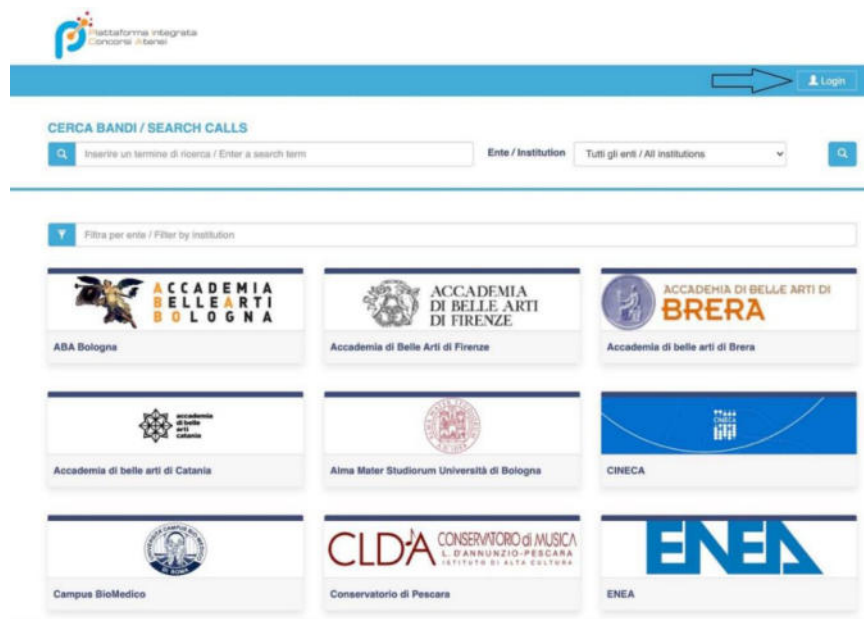 Piattaforma Integrata
Concorsi Atenei
Login
CERCA BANDI / SEARCH CALLS
Inserire un termine di ricerca / Enter a search term
Ente / Institution
Tutti gli enti / All institutions
Filtra per ente / Filter by institution
ACCADEMIA
BELLEARTI
BOLOGNA
ABA Bologna
ACCADEMIA
DI BELLE ARTI
DI FIRENZE
Accademia di Belle Arti di Firenze
ACCADEMIA DI BELLE ARTI DI
BRERA
Accademia di belle arti di Brera
accademia
di belle
arti
catania
Accademia di belle arti di Catania
ALMA MATER STUDIORUM
Alma Mater Studiorum Università di Bologna
CINECA
CINECA
Campus BioMedico
CLDA
CONSERVATORIO di MUSICA
L. D'ANNUNZIO-PESCARA
ISTITUTO DI ALTA CULTURA
Conservatorio di Pescara
ENEA
ENEA